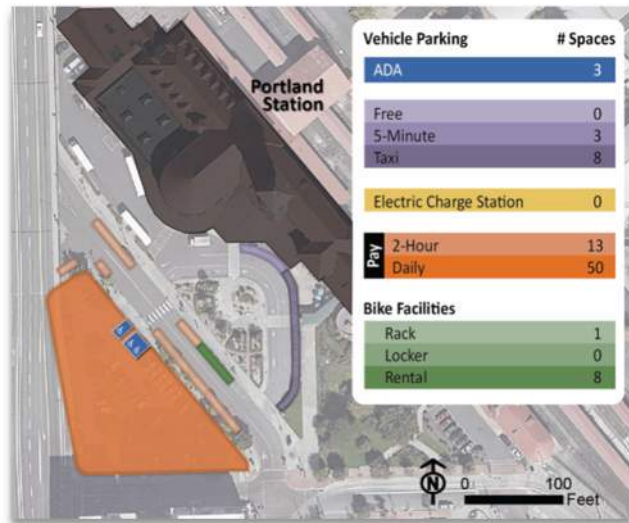 Portland
Station
Vehicle Parking # Spaces
ADA 3
Free 0
5-Minute 3
Taxi 8
Electric Charge Station 0
Pay
2-Hour 13
Daily 50
Bike Facilities
Rack 1
Locker 0
Rental 8
N
0 100
Feet